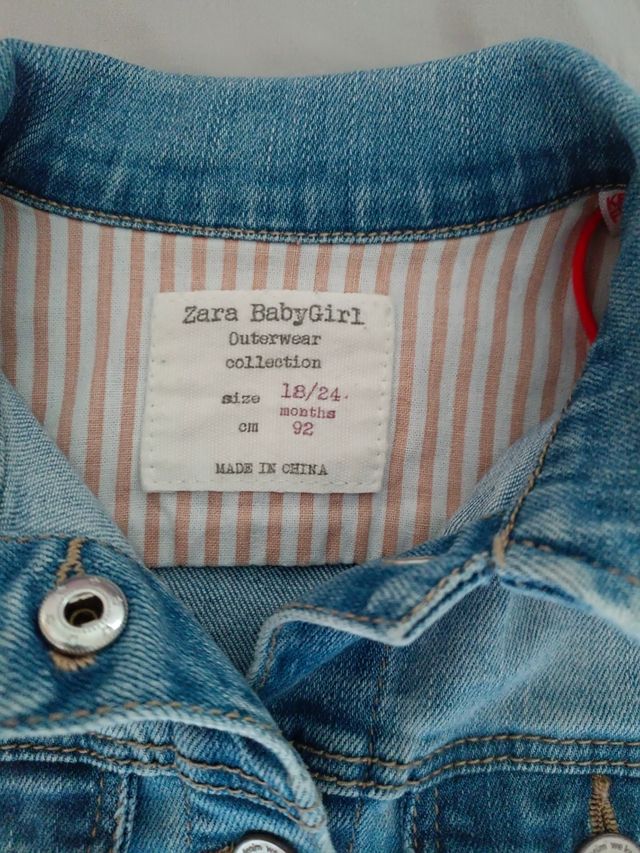 Zara BabyGirl
Outerwear
collection
size 18/24
months
cm 92
MADE IN CHINA